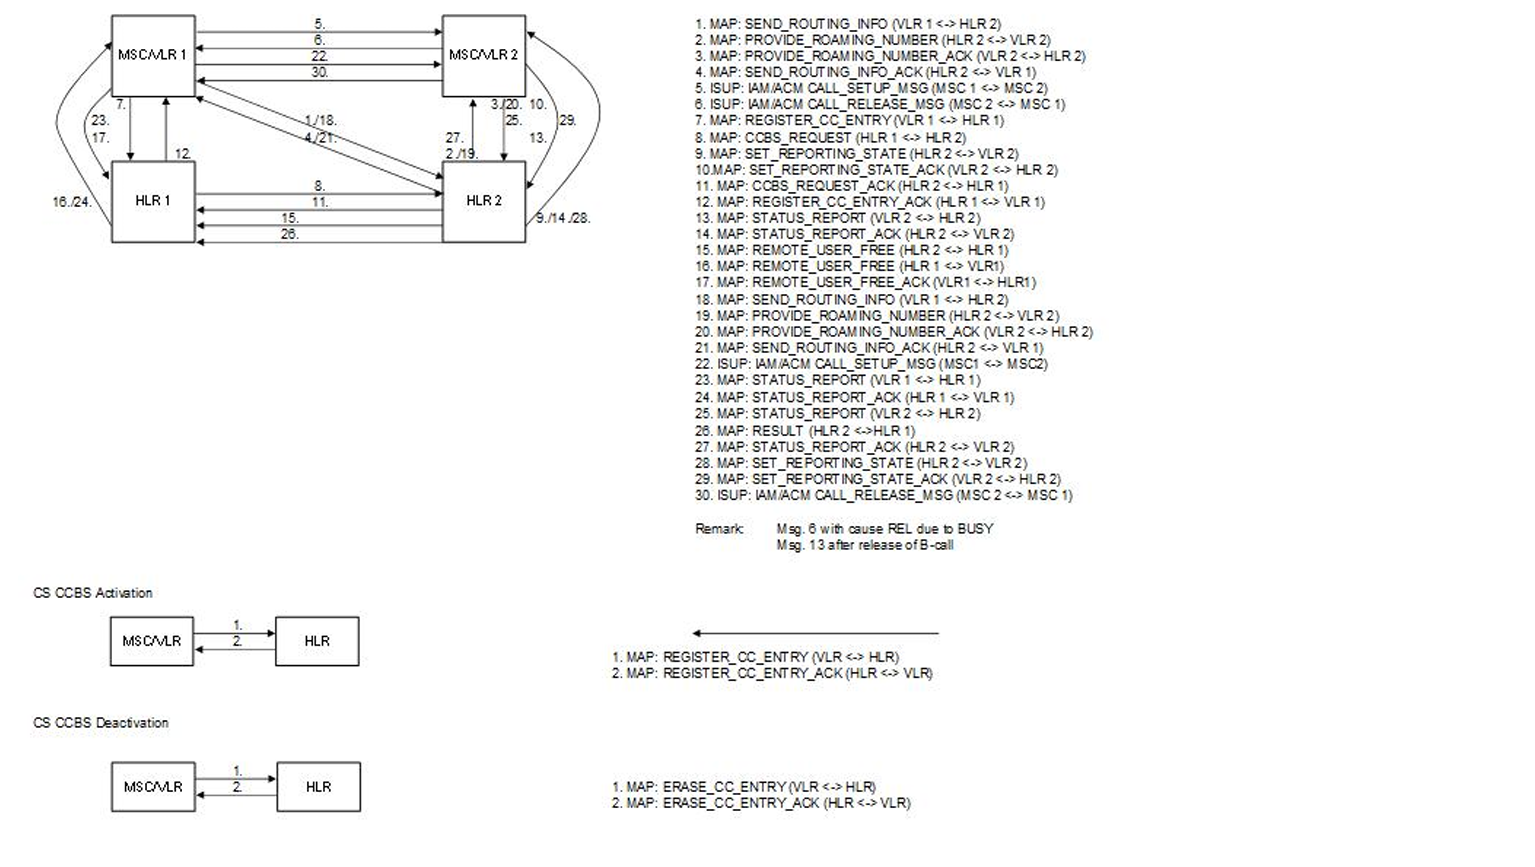 MSC/VLR 1
MSC/VLR 2
5.
6.
22.
30.
7.
3./20.
10.
23.
1./18.
25.
29.
17.
4./21.
27.
13.
12.
2./19.
HLR 1
HLR 2
8.
16./24.
11.
15.
9./14./28.
26.
1. MAP: SEND_ROUTING_INFO (VLR 1 <-> HLR 2)
2. MAP: PROVIDE_ROAMING_NUMBER (HLR 2 <-> VLR 2)
3. MAP: PROVIDE_ROAMING_NUMBER_ACK (VLR 2 <-> HLR 2)
4. MAP: SEND_ROUTING_INFO_ACK (HLR 2 <-> VLR 1)
5. ISUP: IAM/ACM CALL_SETUP_MSG (MSC 1 <-> MSC 2)
6. ISUP: IAM/ACM CALL_RELEASE_MSG (MSC 2 <-> MSC 1)
7. MAP: REGISTER_CC_ENTRY (VLR 1 <-> HLR 1)
8. MAP: CCBS_REQUEST (HLR 1 <-> HLR 2)
9. MAP: SET_REPORTING_STATE (HLR 2 <-> VLR 2)
10.MAP: SET_REPORTING_STATE_ACK (VLR 2 <-> HLR 2)
11. MAP: CCBS_REQUEST_ACK (HLR 2 <-> HLR 1)
12. MAP: REGISTER_CC_ENTRY_ACK (HLR 1 <-> VLR 1)
13. MAP: STATUS_REPORT (VLR 2 <-> HLR 2)
14. MAP: STATUS_REPORT_ACK (HLR 2 <-> VLR 2)
15. MAP: REMOTE_USER_FREE (HLR 2 <-> HLR 1)
16. MAP: REMOTE_USER_FREE (HLR 1 <-> VLR1)
17. MAP: REMOTE_USER_FREE_ACK (VLR1 <-> HLR1)
18. MAP: SEND_ROUTING_INFO (VLR 1 <-> HLR 2)
19. MAP: PROVIDE_ROAMING_NUMBER (HLR 2 <-> VLR 2)
20. MAP: PROVIDE_ROAMING_NUMBER_ACK (VLR 2 <-> HLR 2)
21. MAP: SEND_ROUTING_INFO_ACK (HLR 2 <-> VLR 1)
22. ISUP: IAM/ACM CALL_SETUP_MSG (MSC1 <-> MSC2)
23. MAP: STATUS_REPORT (VLR 1 <-> HLR 1)
24. MAP: STATUS_REPORT_ACK (HLR 1 <-> VLR 1)
25. MAP: STATUS_REPORT (VLR 2 <-> HLR 2)
26. MAP: RESULT (HLR 2 <->HLR 1)
27. MAP: STATUS_REPORT_ACK (HLR 2 <-> VLR 2)
28. MAP: SET_REPORTING_STATE (HLR 2 <-> VLR 2)
29. MAP: SET_REPORTING_STATE_ACK (VLR 2 <-> HLR 2)
30. ISUP: IAM/ACM CALL_RELEASE_MSG (MSC 2 <-> MSC 1)
Remark: Msg. 6 with cause REL due to BUSY
Msg. 13 after release of B-call
CS CCBS Activation
MSC/VLR
1.
2.
HLR
1. MAP: REGISTER_CC_ENTRY (VLR <-> HLR)
2. MAP: REGISTER_CC_ENTRY_ACK (HLR <-> VLR)
CS CCBS Deactivation
MSC/VLR
1.
2.
HLR
1. MAP: ERASE_CC_ENTRY (VLR <-> HLR)
2. MAP: ERASE_CC_ENTRY_ACK (HLR <-> VLR)